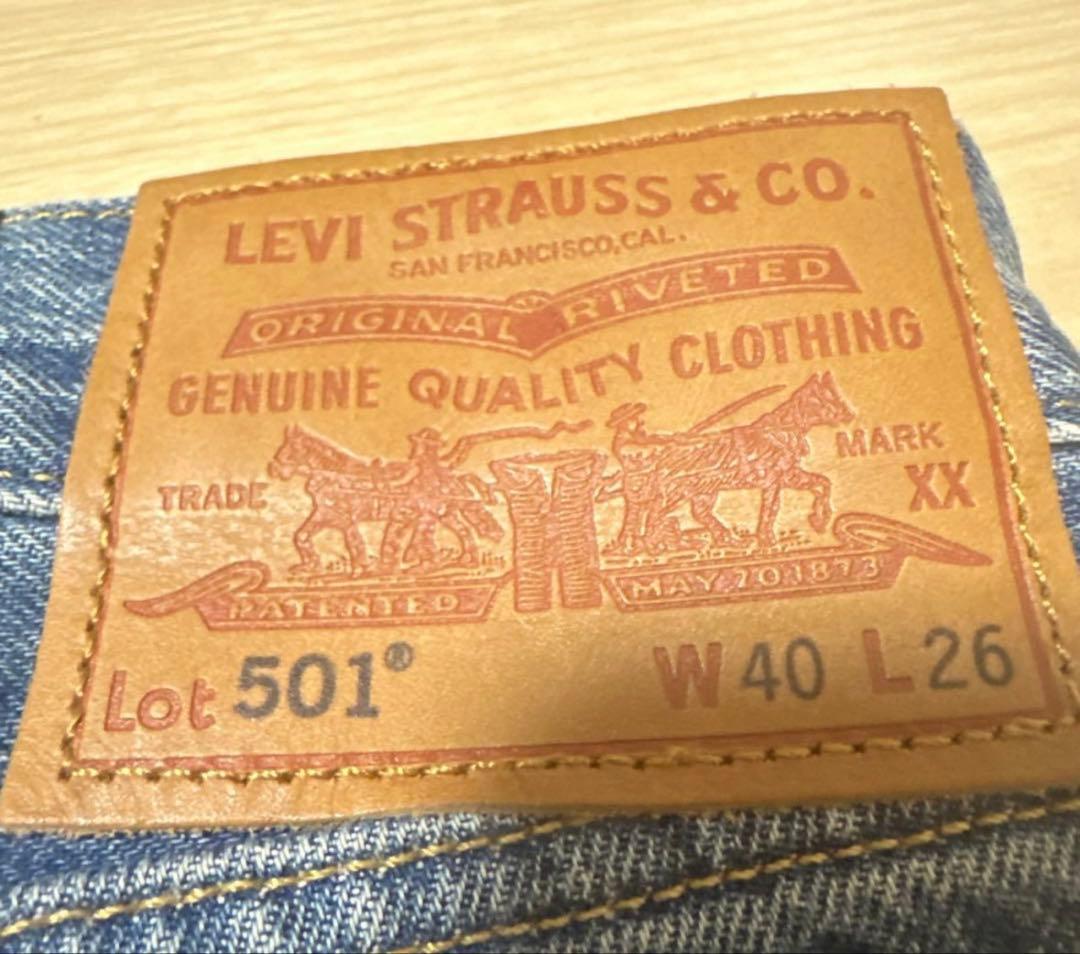 LEVI STRAUSS & CO.
SAN FRANCISCO, CAL.
ORIGINAL RIVETED
GENUINE QUALITY CLOTHING
TRADE MARK
XX
PATENTED MAY 20 1873
Lot 501® W 40 L 26